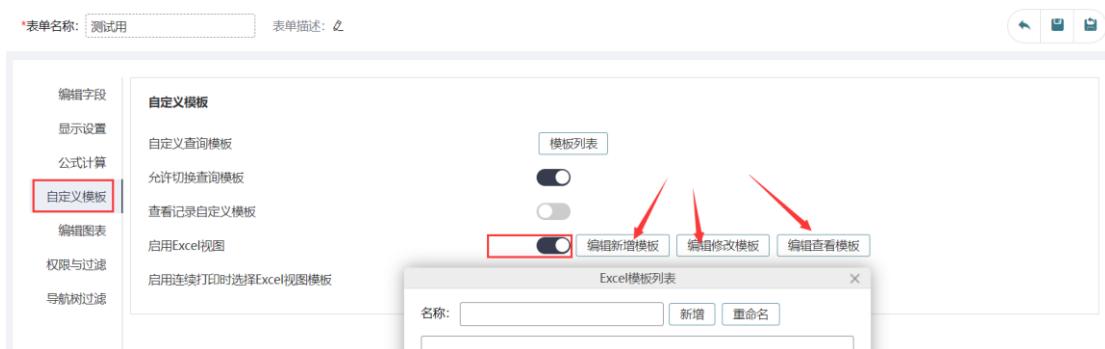 *表单名称: 测试用 表单描述:
编辑字段
显示设置
公式计算
自定义模板
编辑图表
权限与过滤
导航树过滤
自定义模板
自定义查询模板 模板列表
允许切换查询模板
查看记录自定义模板
启用Excel视图 编辑新增模板 编辑修改模板 编辑查看模板
启用连续打印时选择Excel视图模板
Excel模板列表
名称: 新增 重命名